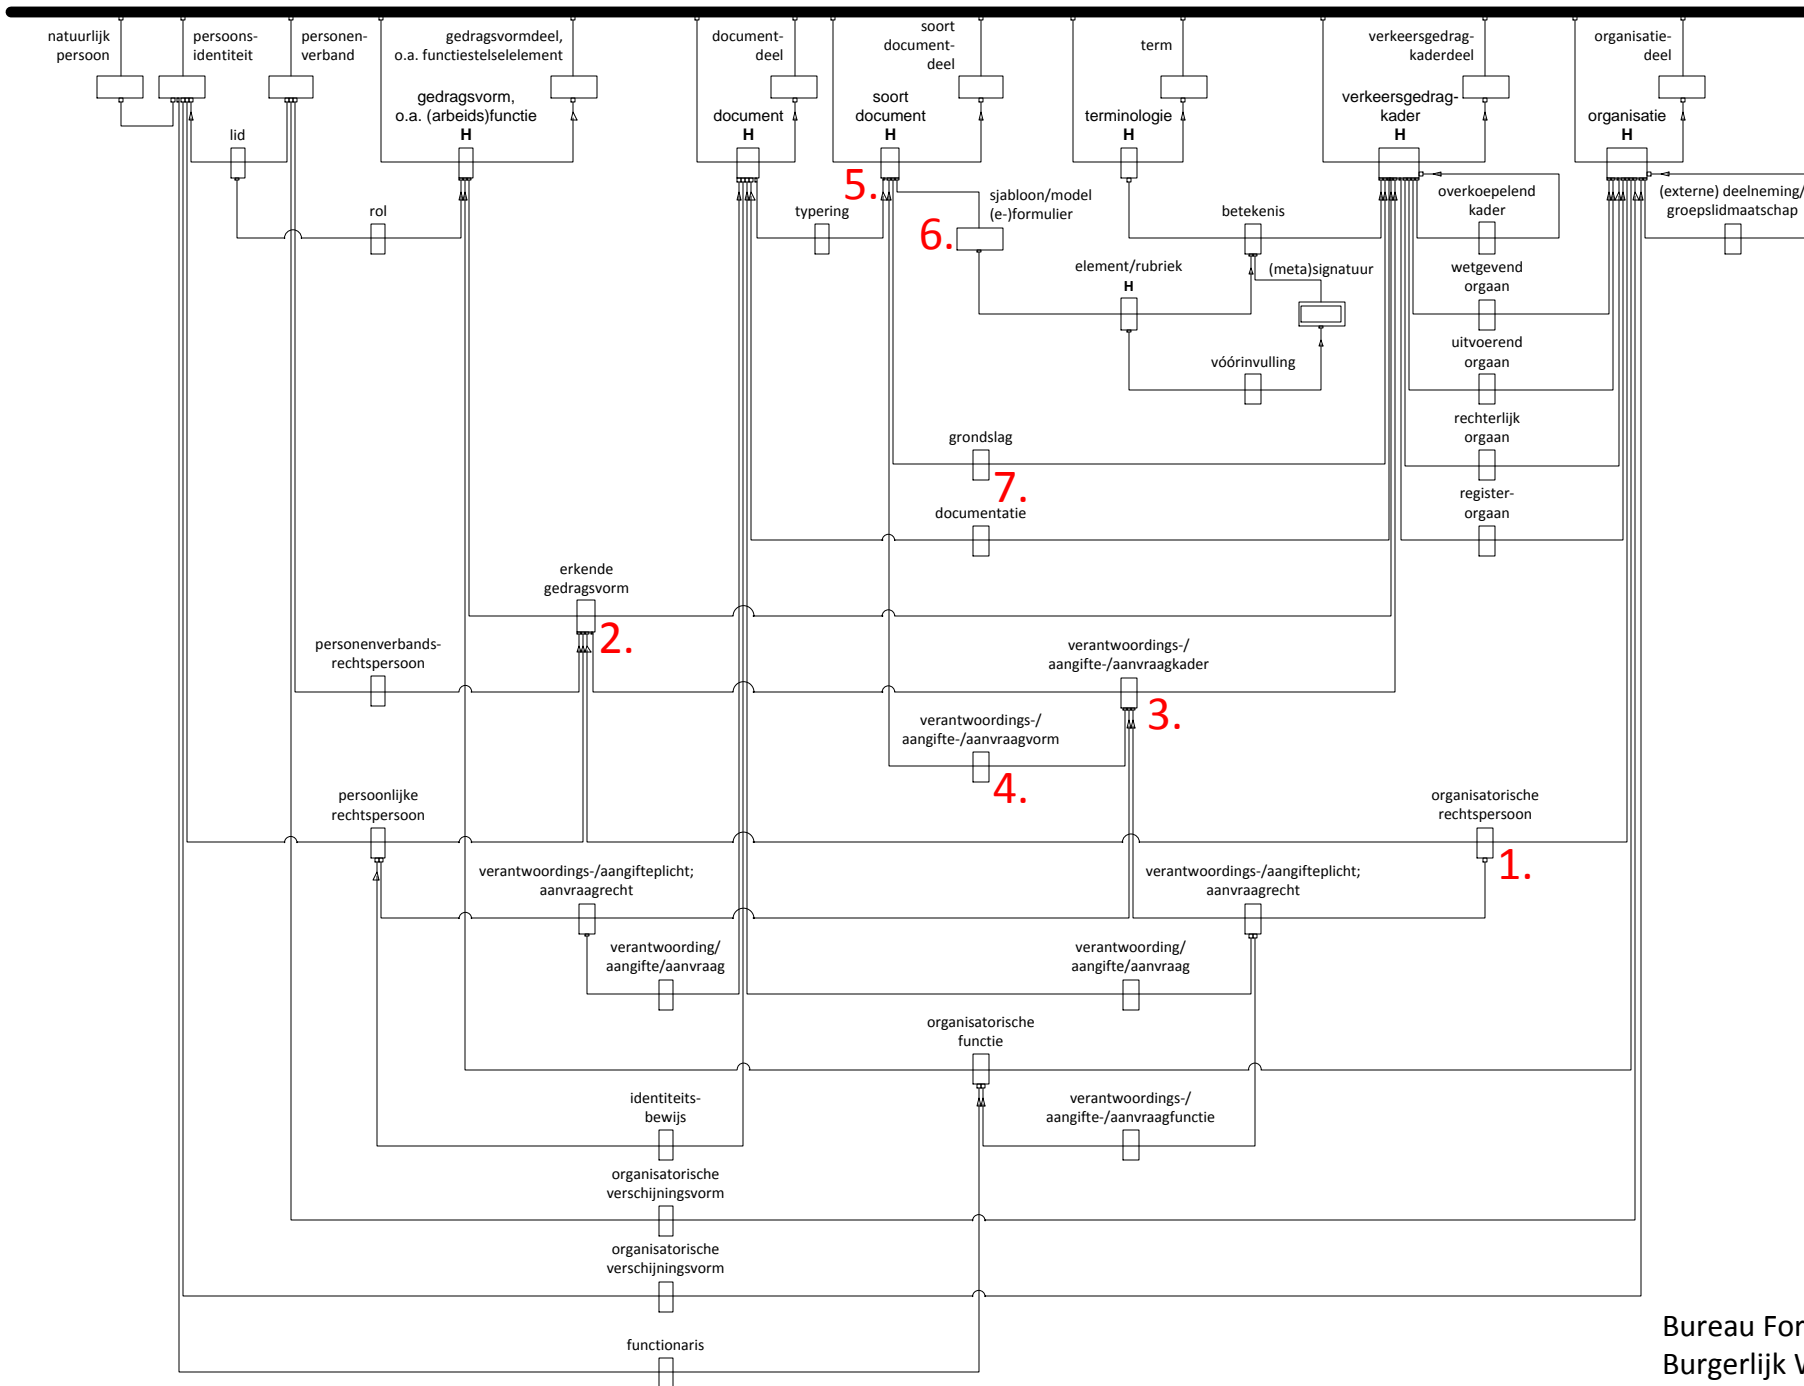 natuurlijk
persoon
persoons-
identiteit
personen-
verband
gedragsvormdeel,
o.a. functiestelselelement
document-
deel
soort
document-
deel
term
verkeersgedrag-
kaderdeel
organisatie-
deel
gedragsvorm,
o.a. (arbeids)functie
H
document
H
soort
document
H
terminologie
H
verkeersgedrag-
kader
H
organisatie
H
lid
5.
rol
typering
sjabloon/model
(e-)formulier
6.
betekenis
overkoepelend
kader
(externe) deelneming/
groepslidmaatschap
element/rubriek
H
(meta)signatuur
wetgevend
orgaan
vóórinvulling
uitvoerend
orgaan
grondslag
7.
rechterlijk
orgaan
documentatie
register-
orgaan
erkende
gedragsvorm
2.
personenverbands-
rechtspersoon
verantwoordings-/
aangifte-/aanvraagkader
3.
verantwoordings-/
aangifte-/aanvraagvorm
4.
persoonlijke
rechtspersoon
organisatorische
rechtspersoon
1.
verantwoordings-/aangifteplicht;
aanvraagrecht
verantwoordings-/aangifteplicht;
aanvraagrecht
verantwoording/
aangifte/aanvraag
verantwoording/
aangifte/aanvraag
organisatorische
functie
identiteits-
bewijs
verantwoordings-/
aangifte-/aanvraagfunctie
organisatorische
verschijningsvorm
organisatorische
verschijningsvorm
functionaris
Bureau For
Burgerlijk